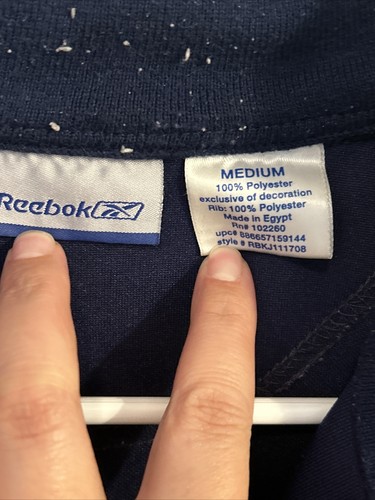 Reebok
MEDIUM
100% Polyester
exclusive of decoration
Rib: 100% Polyester
Made in Egypt
Rn# 102260
upc# 886657159144
style # RBKJ111708